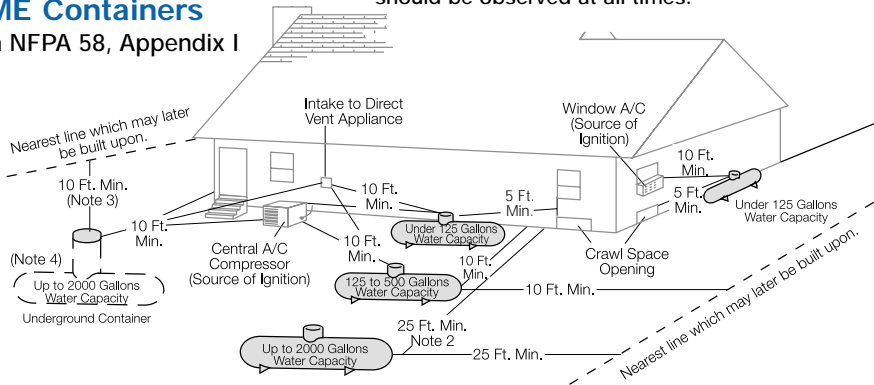 ME Containers
NFPA 58, Appendix I
should be observed at all times.
Intake to Direct
Vent Appliance
Window A/C
(Source of
Ignition)
Nearest line which may later
be built upon.
10 Ft. Min.
(Note 3)
10 Ft.
Min.
10 Ft.
Min.
5 Ft.
Min.
10 Ft.
Min.
5 Ft.
Min.
Under 125 Gallons
Water Capacity
Under 125 Gallons
Water Capacity
Central A/C
Compressor
(Source of Ignition)
10 Ft.
Min.
10 Ft.
Min.
Crawl Space
Opening
(Note 4)
Up to 2000 Gallons
Water Capacity
Underground Container
125 to 500 Gallons
Water Capacity
10 Ft. Min.
25 Ft. Min.
Note 2
Up to 2000 Gallons
Water Capacity
25 Ft. Min.
Nearest line which may later be built upon.